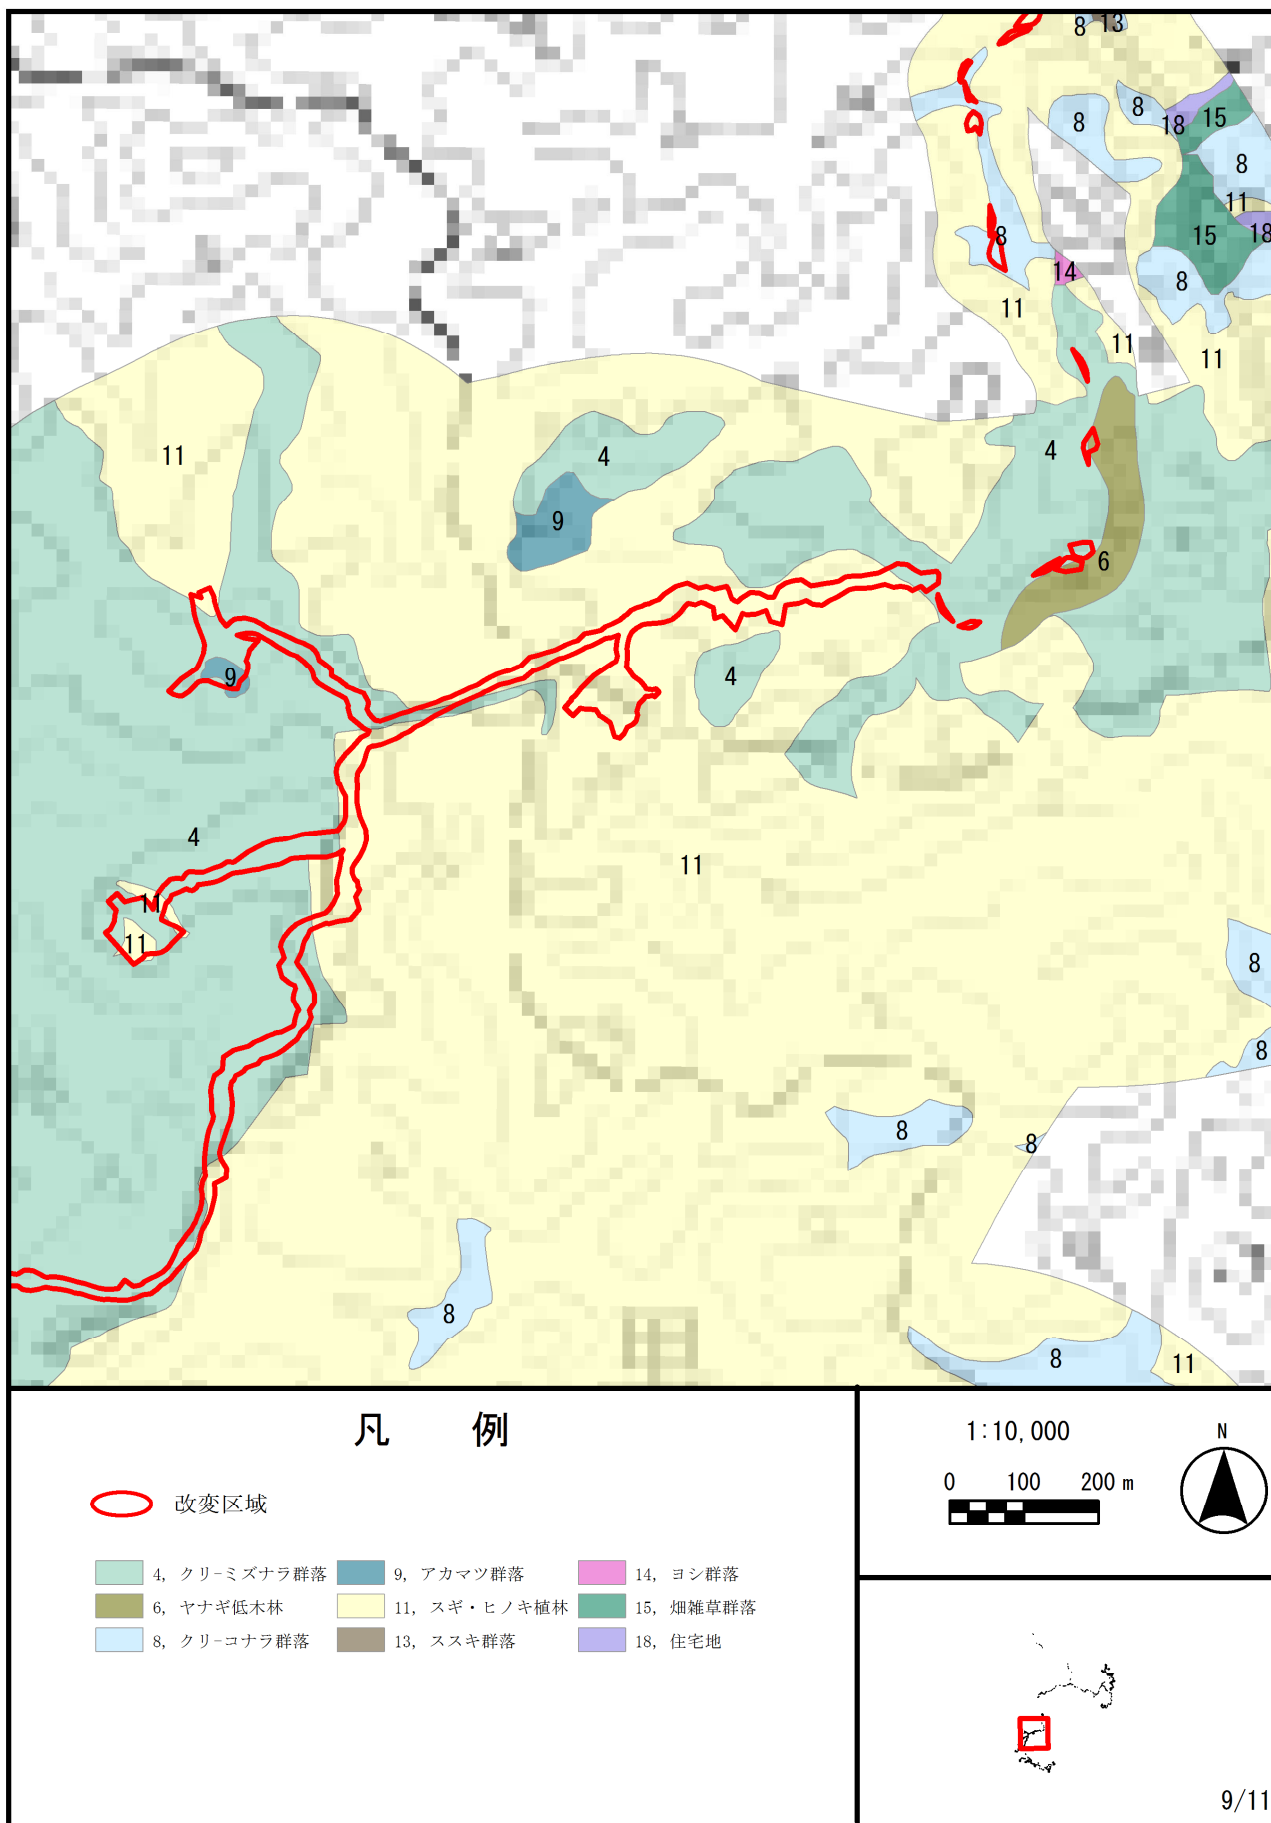 8 13
8
8
18
15
8
11
18
15
8
14
8
11
11
11
4
11
4
9
6
9
4
4
11
11
11
8
8
8
8
8
8
11
凡 例
改変区域
4, クリ-ミズナラ群落
6, ヤナギ低木林
8, クリ-コナラ群落
9, アカマツ群落
11, スギ・ヒノキ植林
13, ススキ群落
14, ヨシ群落
15, 畑雑草群落
18, 住宅地
1:10,000
0 100 200 m
N
9/11